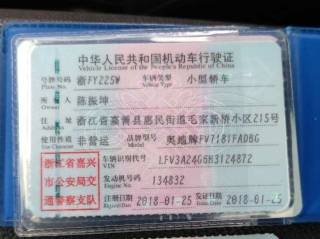 中华人民共和国机动车行驶证
Vehicle License of the People's Republic of China
号牌号码 浙FY225W 车辆类型 小型轿车
Plate No. Vehicle Type
所有人 陈振坤
Owner
住址 浙江省嘉善县惠民街道毛家新桥小区215号
Address
使用性质 非营运 品牌型号 奥迪牌FV7181FADBG
Use Character Model
浙江省嘉兴
市公安局交
通警察支队
车辆识别代号 LFV3A24G6H3124872
VIN
发动机号码 134832
Engine No.
注册日期 2018-01-25 发证日期 2018-01-25
Register Date Issue Date